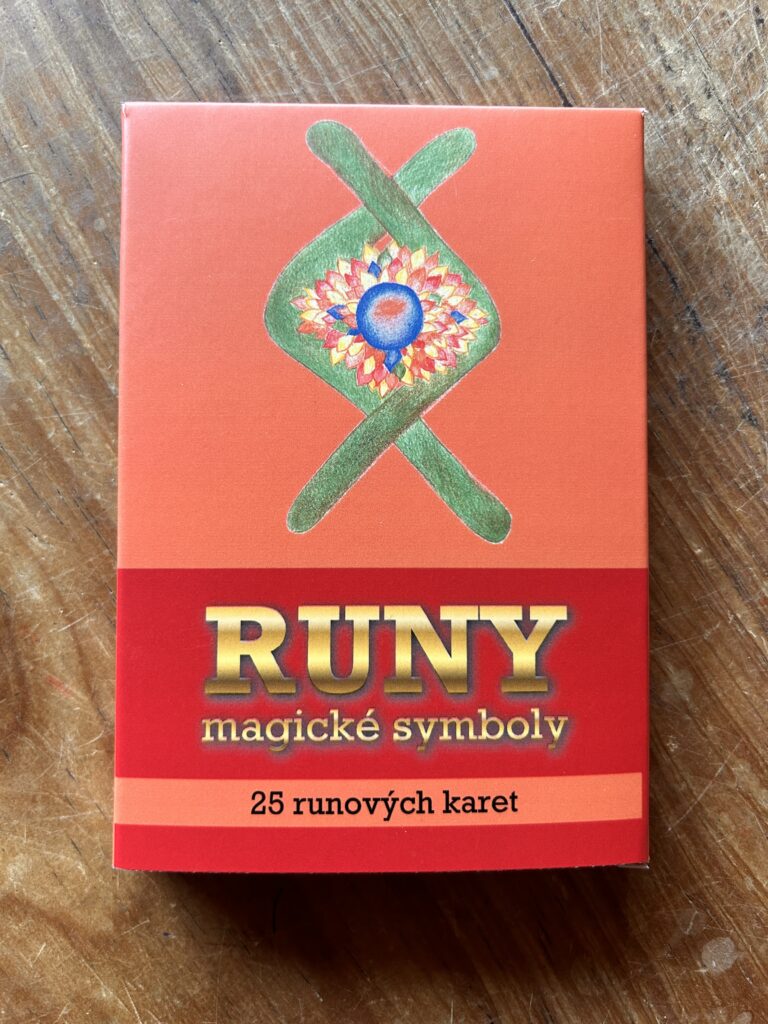 RUNY
magické symboly
25 runových karet